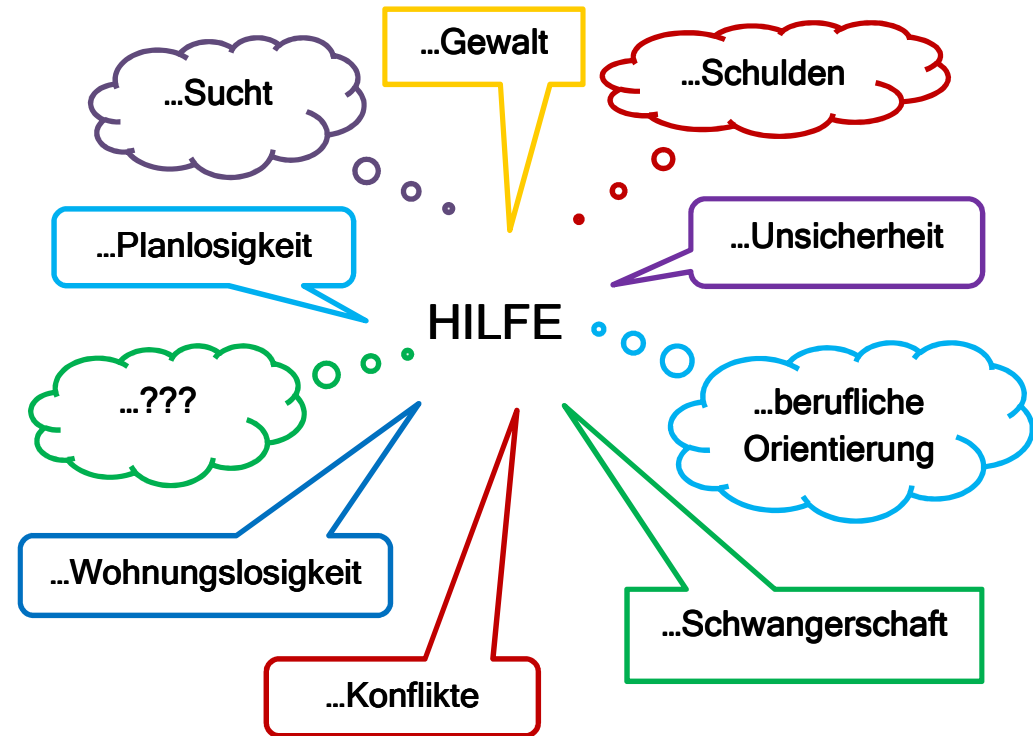 ...Gewalt
...Sucht
...Schulden
...Planlosigkeit
...Unsicherheit
HILFE
...???
...berufliche
Orientierung
...Wohnungslosigkeit
...Schwangerschaft
...Konflikte